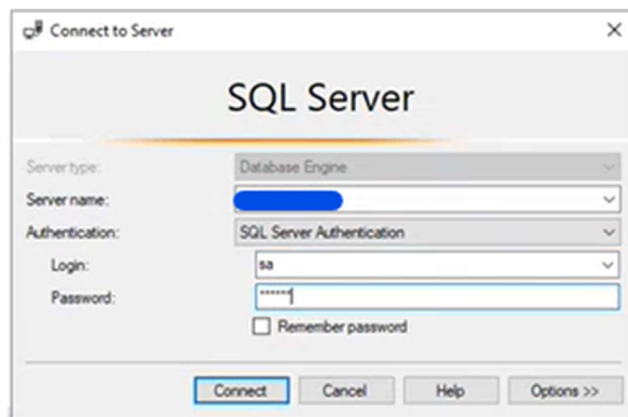 Connect to Server
SQL Server
Server type: Database Engine
Server name:
Authentication: SQL Server Authentication
Login: sa
Password: ******
Remember password
Connect Cancel Help Options >>